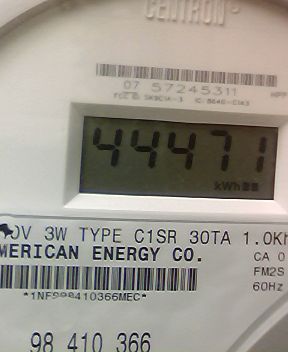 CENTRON
07 57245311
44471
kWh
0V 3W TYPE C1SR 30TA 1.0Kh
MERICAN ENERGY CO.
CA 0
FM2S
60Hz
98 410 366